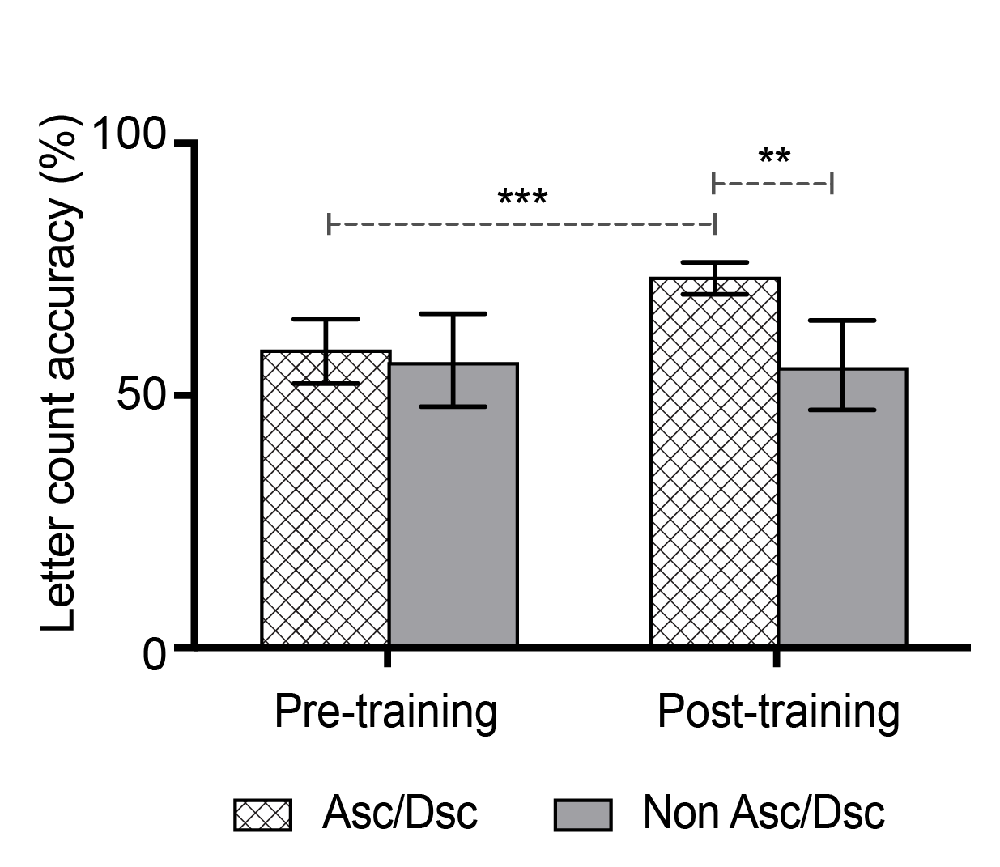 Letter count accuracy (%)
100
50
0
***
**
Pre-training
Post-training
Asc/Dsc
Non Asc/Dsc